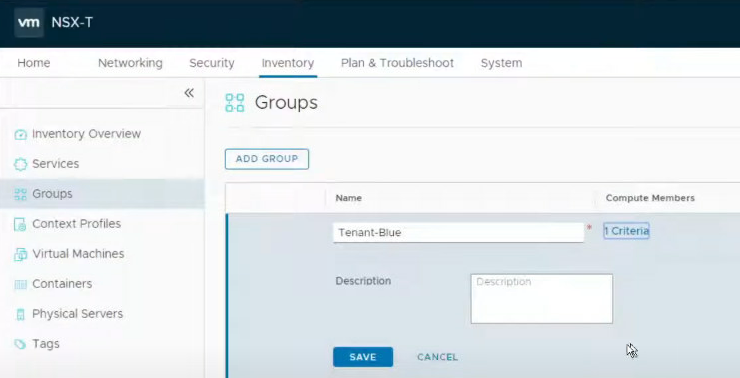 vm NSX-T
Home Networking Security Inventory Plan & Troubleshoot System
«
Groups
ADD GROUP
Inventory Overview
Services
Groups
Context Profiles
Virtual Machines
Containers
Physical Servers
Tags
Name Compute Members
Tenant-Blue * 1 Criteria
Description Description
SAVE CANCEL